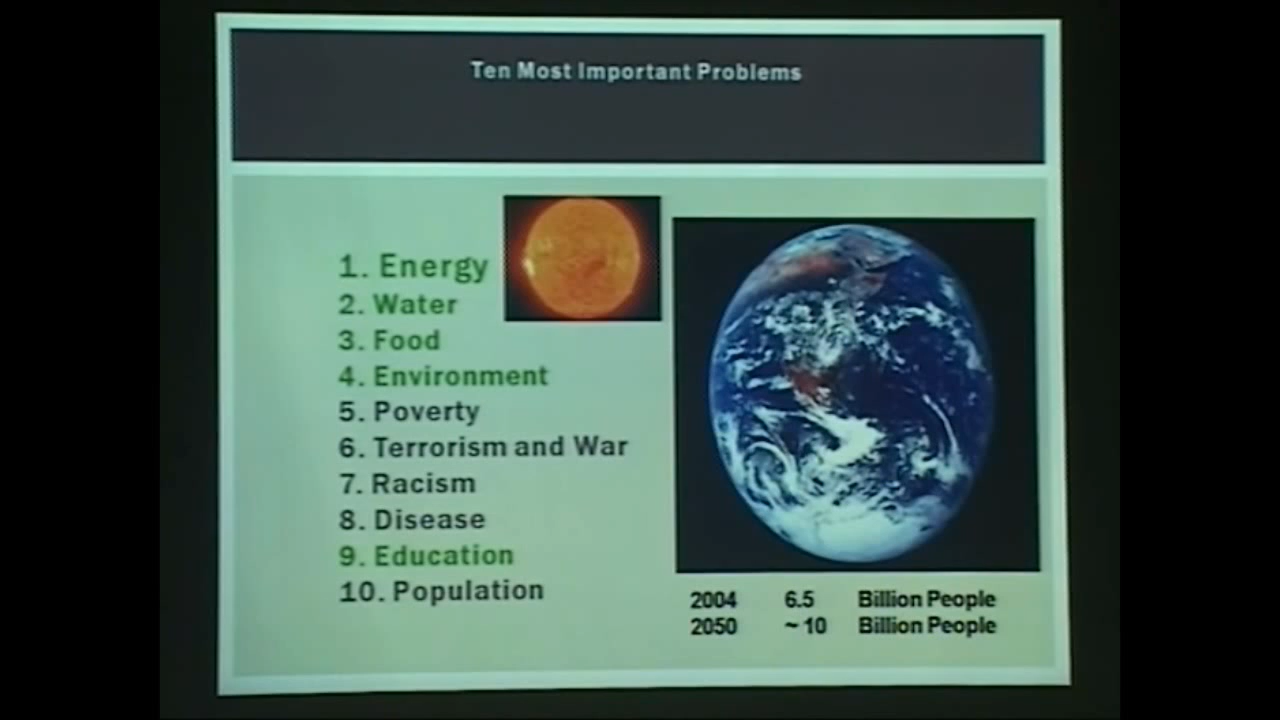 Ten Most Important Problems
1. Energy
2. Water
3. Food
4. Environment
5. Poverty
6. Terrorism and War
7. Racism
8. Disease
9. Education
10. Population
2004 6.5 Billion People
2050 ~ 10 Billion People